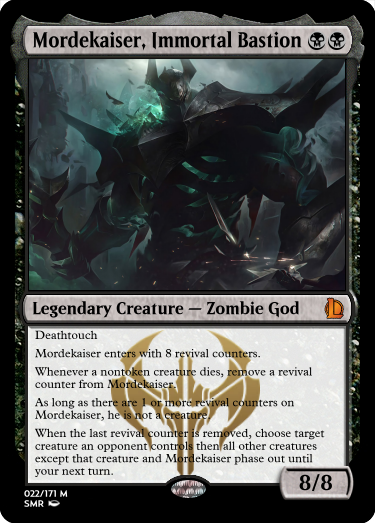 Mordekaiser, Immortal Bastion
Legendary Creature — Zombie God
Deathtouch
Mordekaiser enters with 8 revival counters.
Whenever a nontoken creature dies, remove a revival
counter from Mordekaiser.
As long as there are 1 or more revival counters on
Mordekaiser, he is not a creature.
When the last revival counter is removed, choose target
creature an opponent controls then all other creatures
except that creature and Mordekaiser phase out until
your next turn.
8/8
022/171 M
SMR